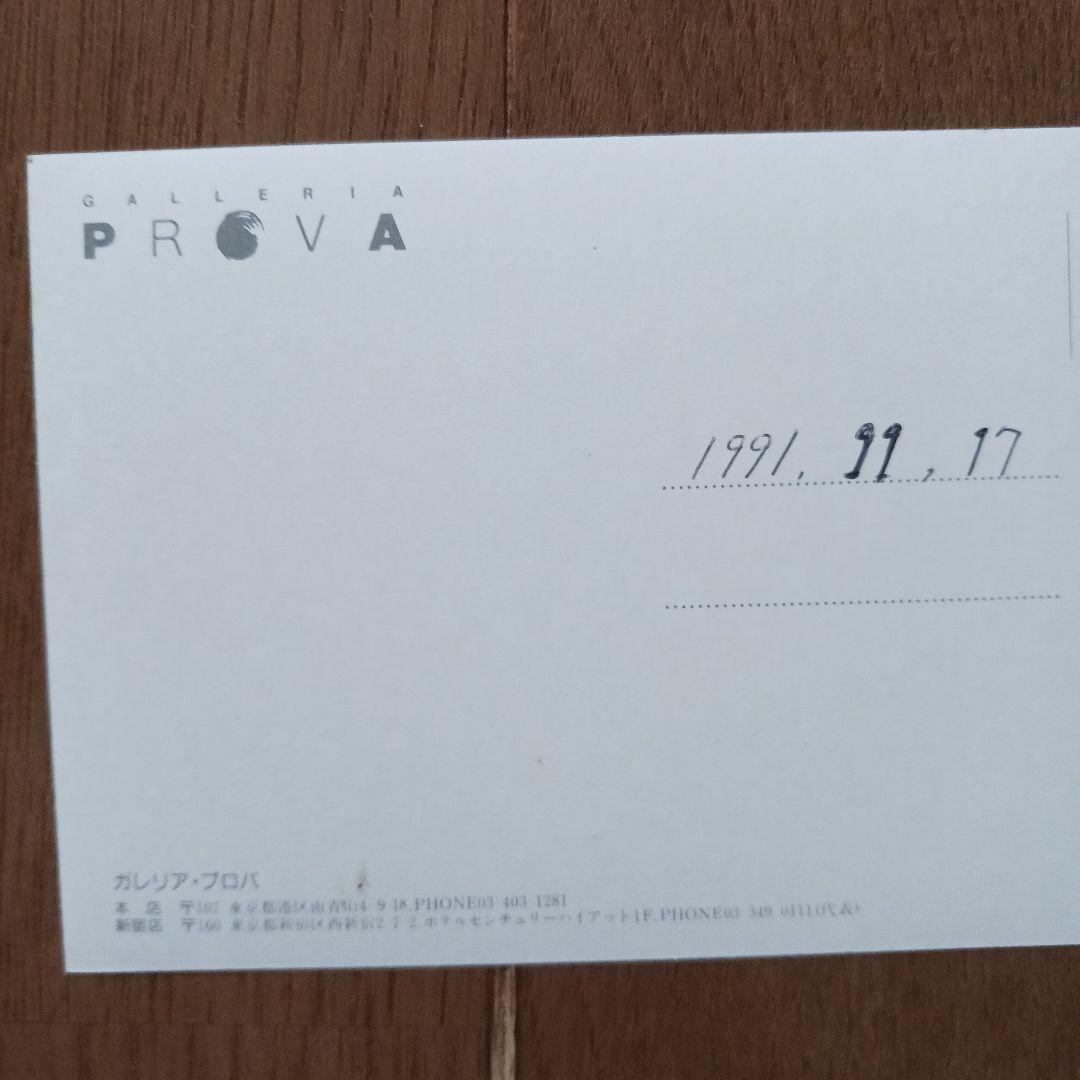 GALLERIA
PROVA
1991. 11, 17
ガレリア・プロバ
本 店 〒107 東京都港区南青山4-9-18, PHONE03-403-1281
新宿店 〒160 東京都新宿区西新宿2-7-2, ホテルセンチュリーハイアット1F, PHONE03-349-0111(代表)